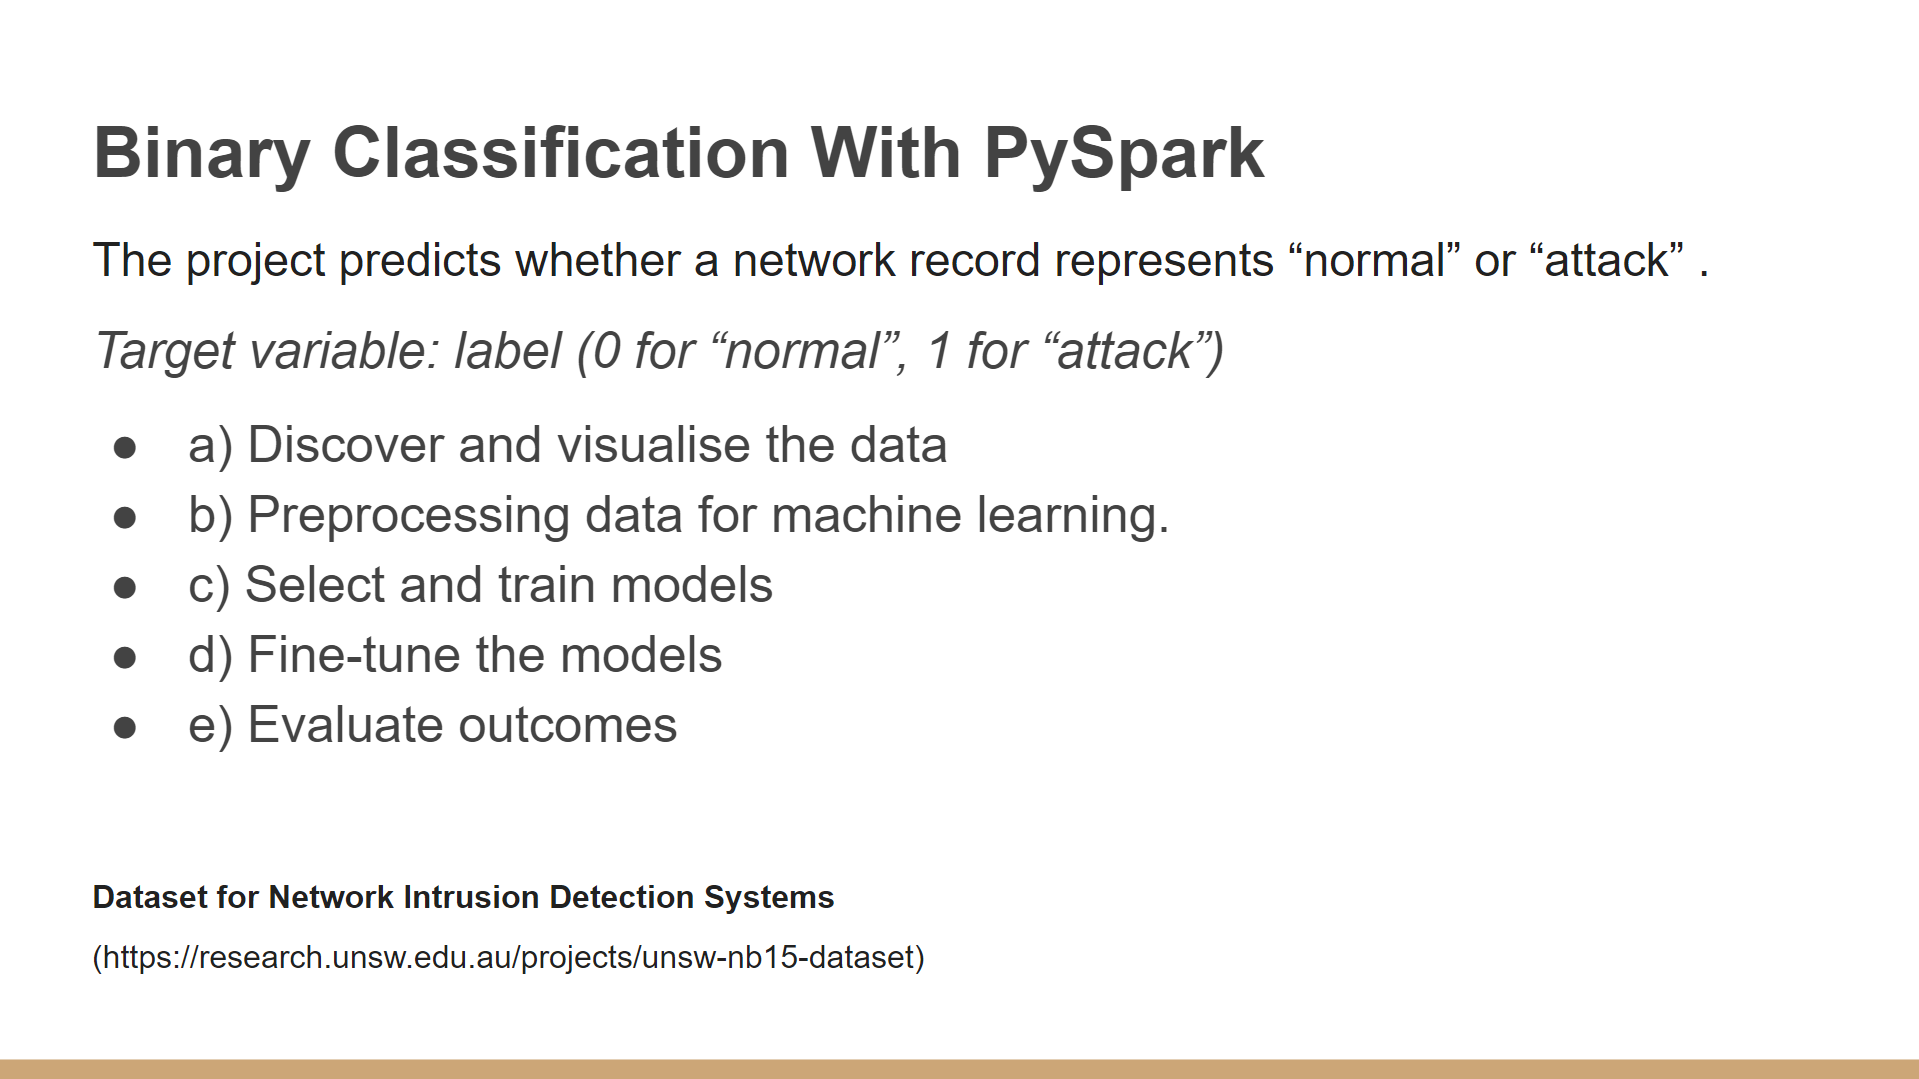 Binary Classification With PySpark
The project predicts whether a network record represents “normal” or “attack” .
Target variable: label (0 for “normal”, 1 for “attack”)
● a) Discover and visualise the data
● b) Preprocessing data for machine learning.
● c) Select and train models
● d) Fine-tune the models
● e) Evaluate outcomes
Dataset for Network Intrusion Detection Systems
(https://research.unsw.edu.au/projects/unsw-nb15-dataset)